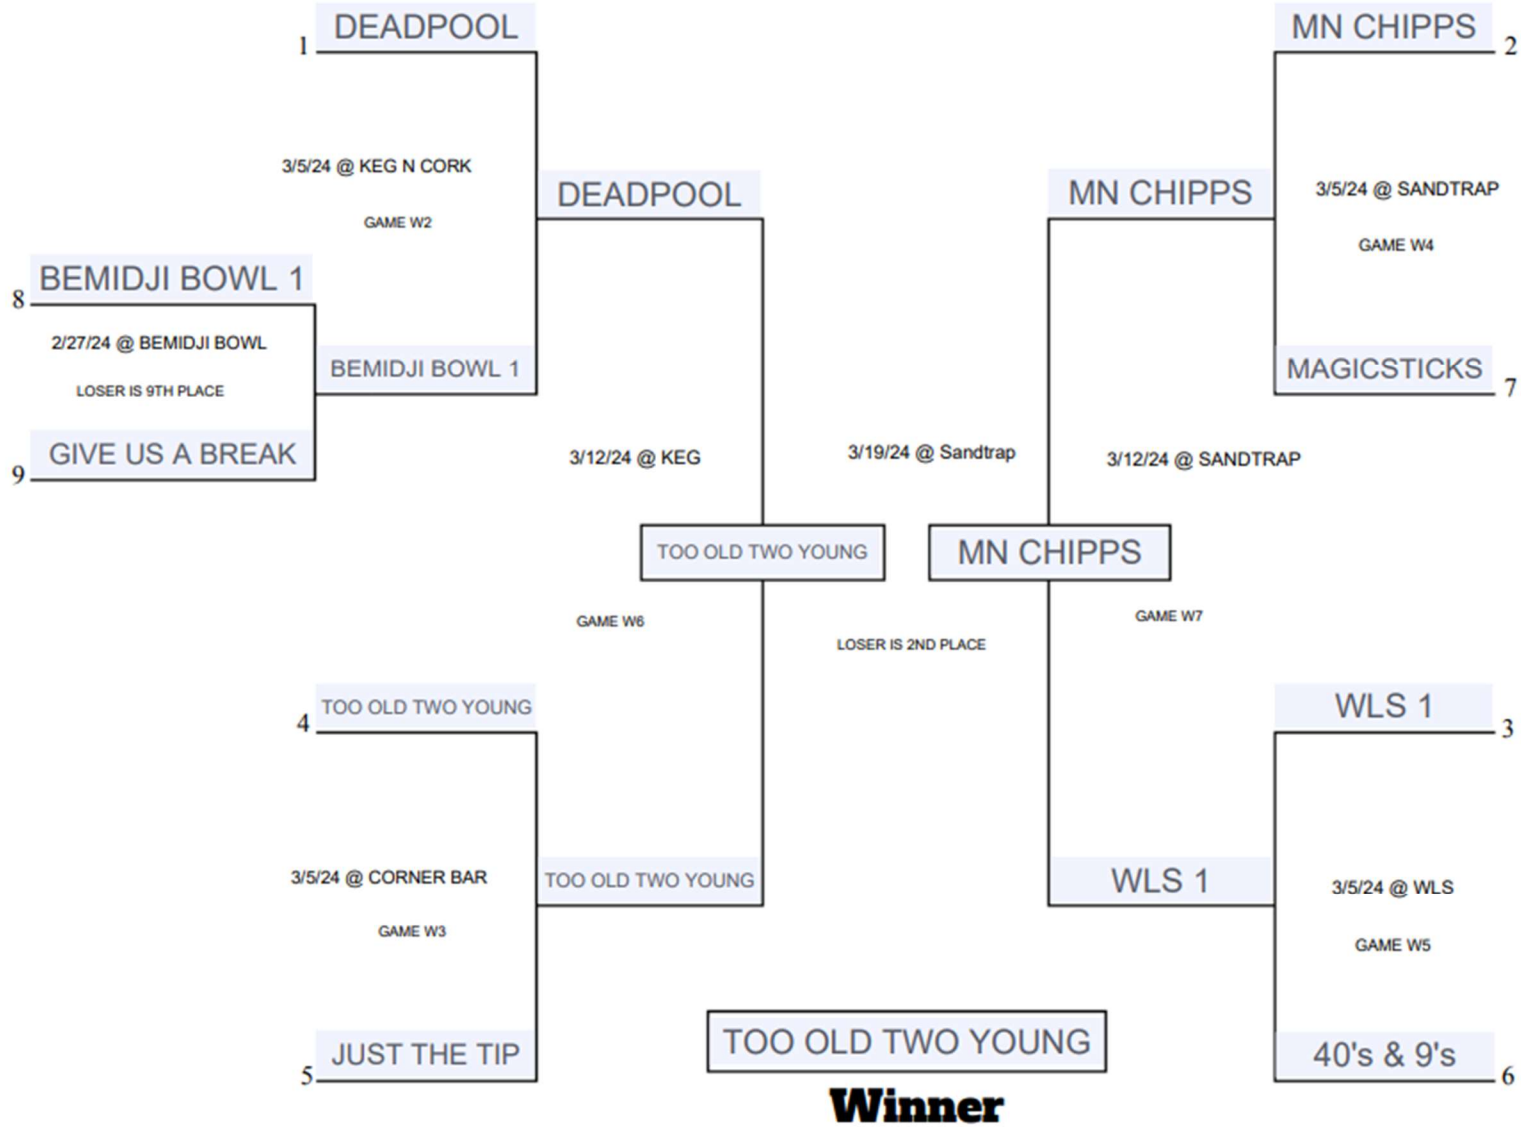 DEADPOOL
1
3/5/24 @ KEG N CORK
GAME W2
DEADPOOL
BEMIDJI BOWL 1
8
2/27/24 @ BEMIDJI BOWL
LOSER IS 9TH PLACE
BEMIDJI BOWL 1
GIVE US A BREAK
9
3/12/24 @ KEG
TOO OLD TWO YOUNG
GAME W6
TOO OLD TWO YOUNG
4
3/5/24 @ CORNER BAR
GAME W3
TOO OLD TWO YOUNG
JUST THE TIP
5
MN CHIPPS
2
MN CHIPPS
3/5/24 @ SANDTRAP
GAME W4
MAGICSTICKS
7
3/19/24 @ Sandtrap
3/12/24 @ SANDTRAP
MN CHIPPS
GAME W7
LOSER IS 2ND PLACE
WLS 1
3
WLS 1
3/5/24 @ WLS
GAME W5
40's & 9's
6
TOO OLD TWO YOUNG
Winner